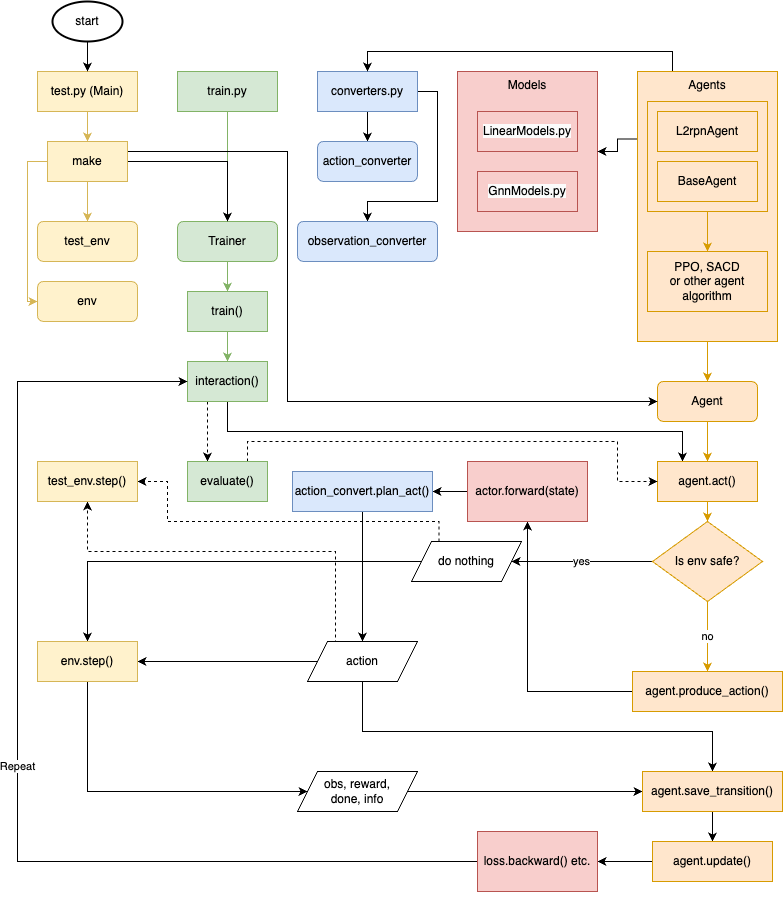 start
test.py (Main)
train.py
converters.py
Models
Agents
LinearModels.py
L2rpnAgent
make
action_converter
GnnModels.py
BaseAgent
test_env
Trainer
observation_converter
PPO, SACD
or other agent
algorithm
env
train()
interaction()
Agent
test_env.step()
evaluate()
action_convert.plan_act()
actor.forward(state)
agent.act()
do nothing
yes
Is env safe?
no
env.step()
action
agent.produce_action()
Repeat
obs, reward,
done, info
agent.save_transition()
loss.backward() etc.
agent.update()